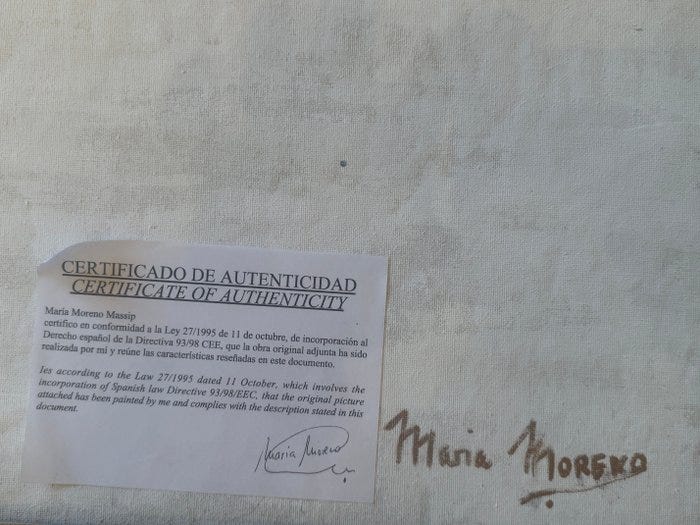 CERTIFICADO DE AUTENTICIDAD
CERTIFICATE OF AUTHENTICITY
María Moreno Massip
certifico en conformidad a la Ley 27/1995 de 11 de octubre, de incorporación al
Derecho español de la Directiva 93/98 CEE, que la obra original adjunta ha sido
realizada por mi y reúne las características reseñadas en este documento.
Ies according to the Law 27/1995 dated 11 October, which involves the
incorporation of Spanish law Directive 93/98/EEC, that the original picture
attached has been painted by me and complies with the description stated in this
document.
Maria Moreno
Maria MORENO